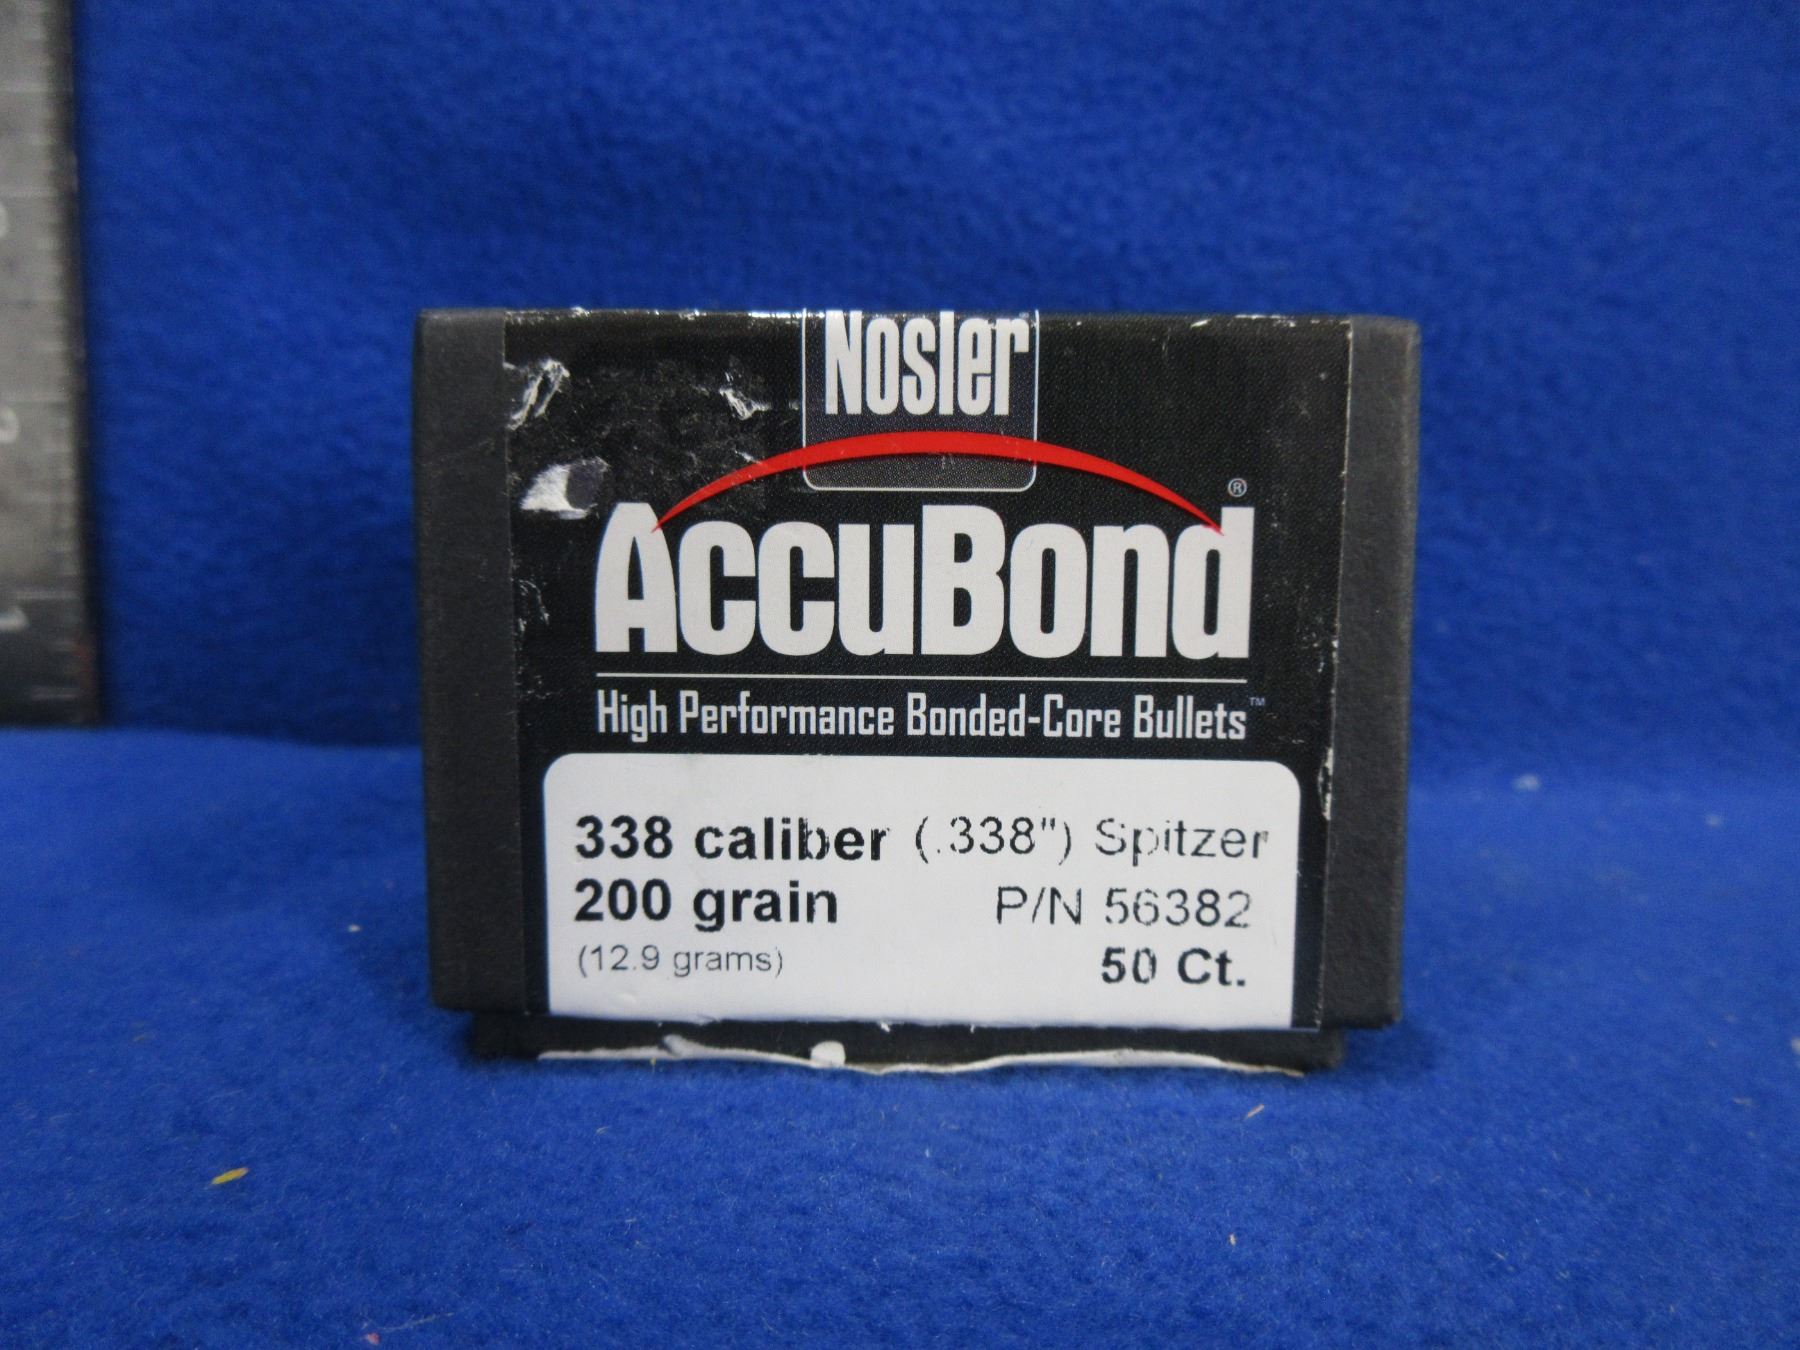 Nosler
AccuBond®
High Performance Bonded-Core Bullets™
338 caliber (.338") Spitzer
200 grain P/N 56382
(12.9 grams) 50 Ct.